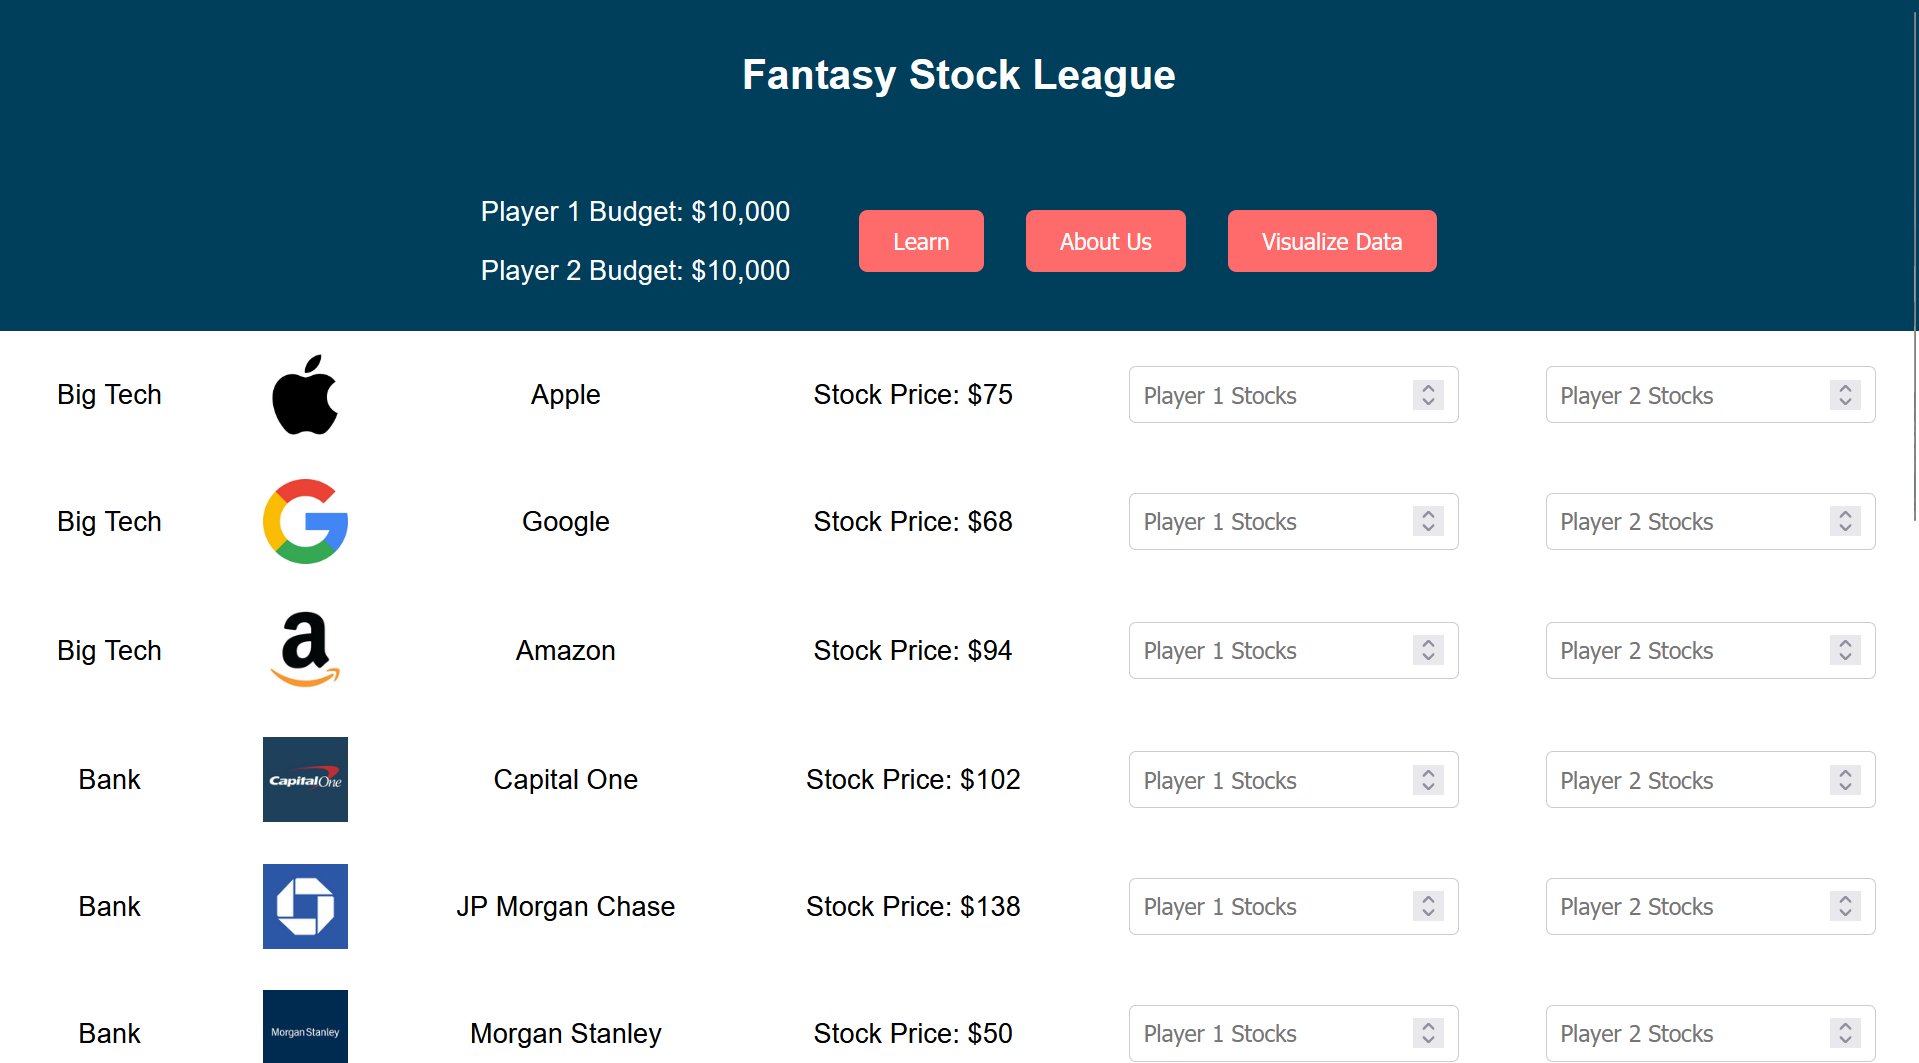 Fantasy Stock League
Player 1 Budget: $10,000
Player 2 Budget: $10,000
Learn
About Us
Visualize Data
Big Tech Apple Stock Price: $75 Player 1 Stocks Player 2 Stocks
Big Tech Google Stock Price: $68 Player 1 Stocks Player 2 Stocks
Big Tech a Amazon Stock Price: $94 Player 1 Stocks Player 2 Stocks
Bank CapitalOne Capital One Stock Price: $102 Player 1 Stocks Player 2 Stocks
Bank JP Morgan Chase Stock Price: $138 Player 1 Stocks Player 2 Stocks
Bank Morgan Stanley Morgan Stanley Stock Price: $50 Player 1 Stocks Player 2 Stocks